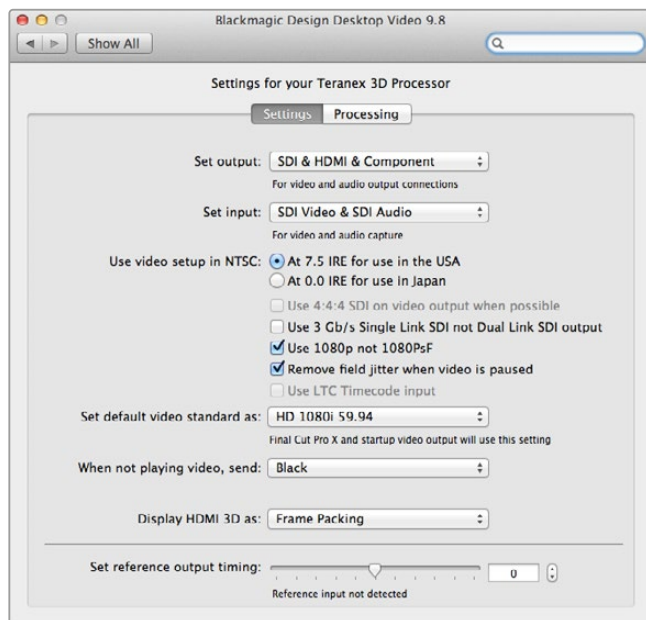 Blackmagic Design Desktop Video 9.8
Show All
Settings for your Teranex 3D Processor
Settings Processing
Set output: SDI & HDMI & Component
For video and audio output connections
Set input: SDI Video & SDI Audio
For video and audio capture
Use video setup in NTSC: At 7.5 IRE for use in the USA
At 0.0 IRE for use in Japan
Use 4:4:4 SDI on video output when possible
Use 3 Gb/s Single Link SDI not Dual Link SDI output
Use 1080p not 1080PsF
Remove field jitter when video is paused
Use LTC Timecode input
Set default video standard as: HD 1080i 59.94
Final Cut Pro X and startup video output will use this setting
When not playing video, send: Black
Display HDMI 3D as: Frame Packing
Set reference output timing: 0
Reference input not detected